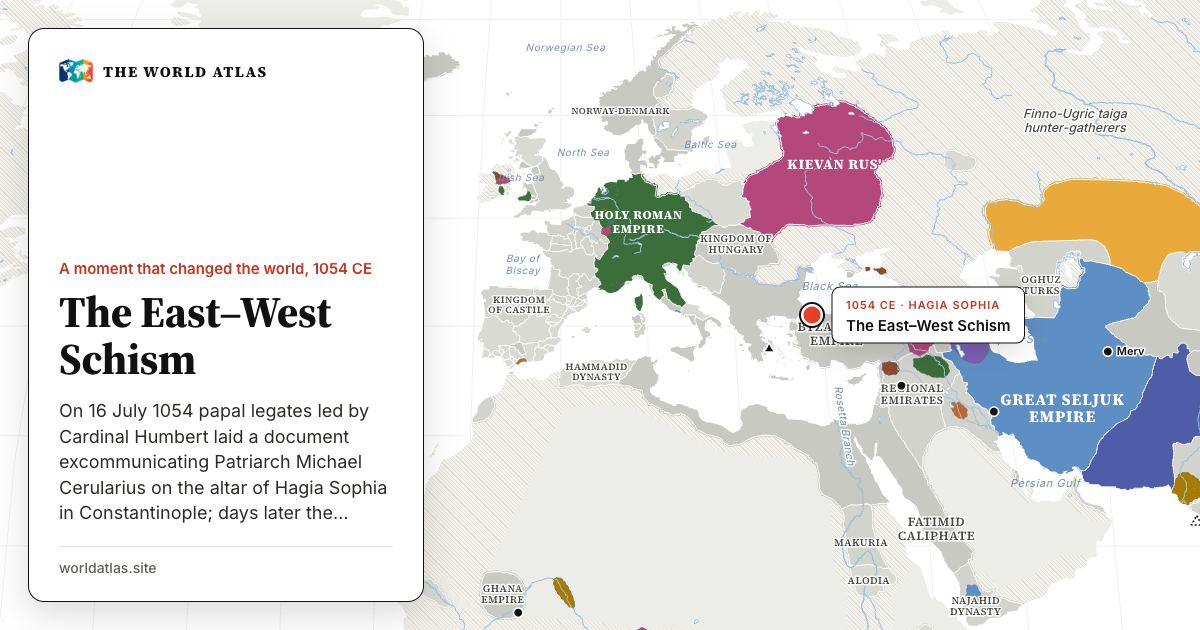 THE WORLD ATLAS
A moment that changed the world, 1054 CE
The East–West
Schism
On 16 July 1054 papal legates led by
Cardinal Humbert laid a document
excommunicating Patriarch Michael
Cerularius on the altar of Hagia Sophia
in Constantinople; days later the...
worldatlas.site
Norwegian Sea
NORWAY-DENMARK
Finno-Ugric taiga
hunter-gatherers
Baltic Sea
North Sea
KIEVAN RUS'
HOLY ROMAN
EMPIRE
KINGDOM OF
HUNGARY
Bay of
Biscay
KINGDOM
OF CASTILE
Black Sea
OGHUZ
TURKS
1054 CE · HAGIA SOPHIA
The East–West Schism
EMPIRE
Merv
HAMMADID
DYNASTY
REGIONAL
EMIRATES
GREAT SELJUK
EMPIRE
Rosetta Branch
Persian Gulf
FATIMID
CALIPHATE
MAKURIA
ALODIA
NAJAHID
DYNASTY
GHANA
EMPIRE